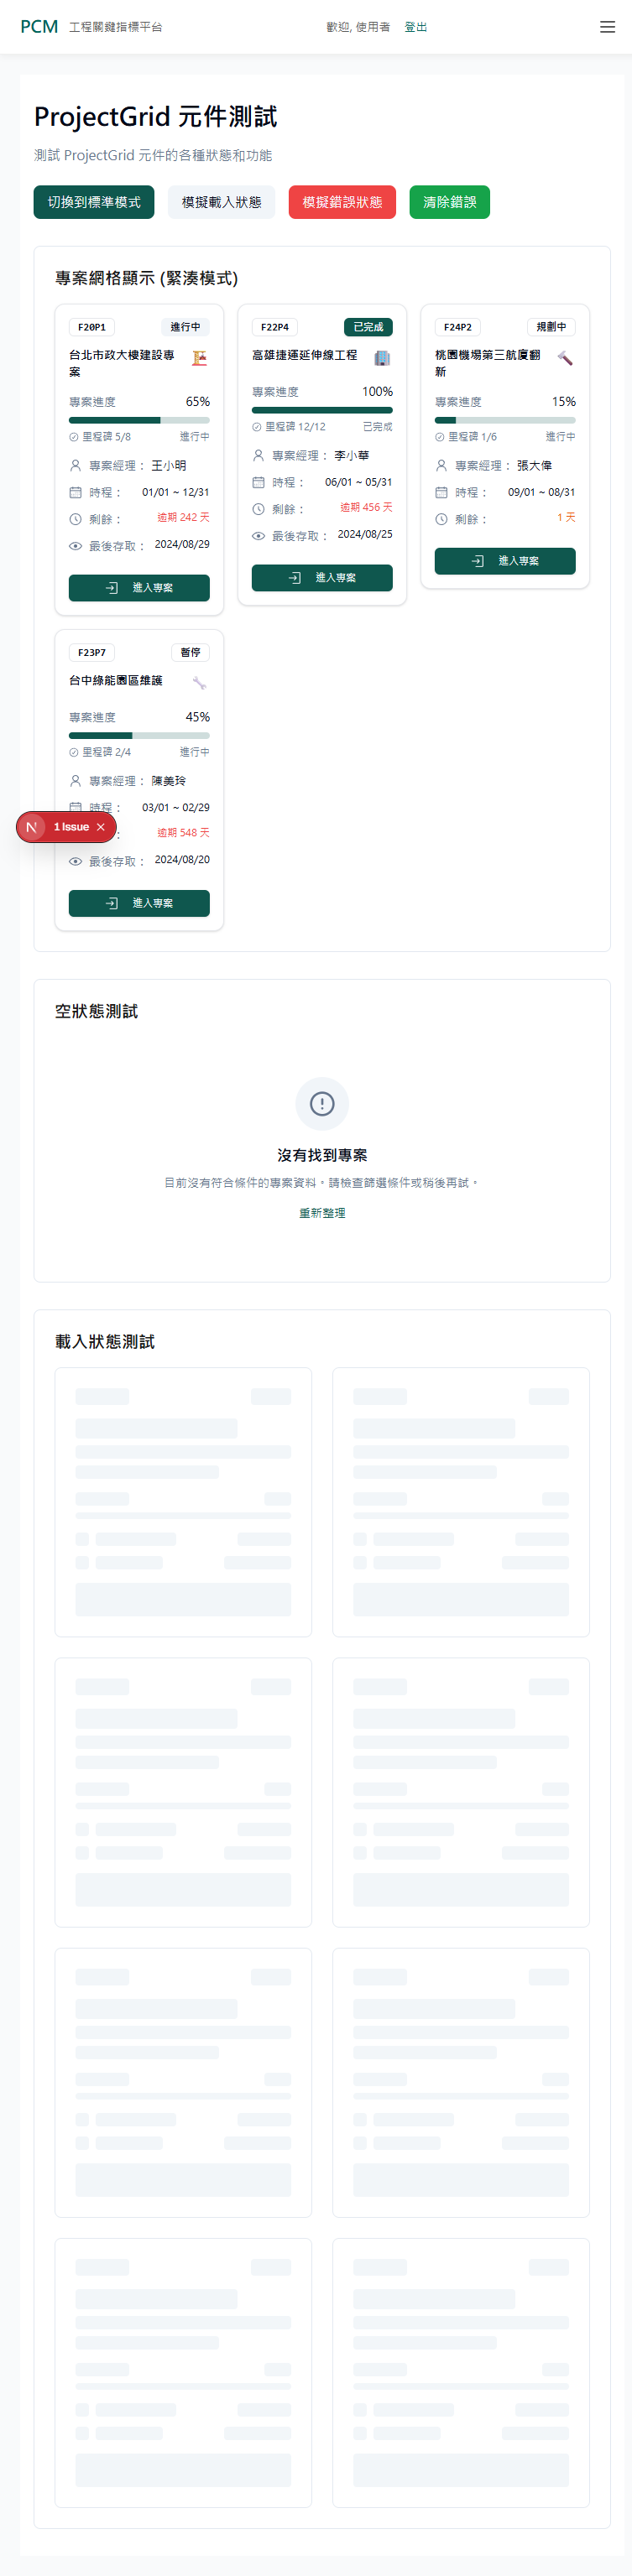 PCM 工程關鍵指標平台 歡迎, 使用者 登出
ProjectGrid 元件測試
測試 ProjectGrid 元件的各種狀態和功能
切換到標準模式 模擬載入狀態 模擬錯誤狀態 清除錯誤
專案網格顯示 (緊湊模式)
F20P1 進行中
台北市政大樓建設專
案
專案進度 65%
里程碑 5/8 進行中
專案經理： 王小明
時程： 01/01 ~ 12/31
剩餘： 逾期 242 天
最後存取： 2024/08/29
進入專案
F22P4 已完成
高雄捷運延伸線工程
專案進度 100%
里程碑 12/12 已完成
專案經理： 李小華
時程： 06/01 ~ 05/31
剩餘： 逾期 456 天
最後存取： 2024/08/25
進入專案
F24P2 規劃中
桃園機場第三航廈翻
新
專案進度 15%
里程碑 1/6 進行中
專案經理： 張大偉
時程： 09/01 ~ 08/31
剩餘： 1 天
進入專案
F23P7 暫停
台中綠能園區維護
專案進度 45%
里程碑 2/4 進行中
專案經理： 陳美玲
時程： 03/01 ~ 02/29
N 1 Issue
： 逾期 548 天
最後存取： 2024/08/20
進入專案
空狀態測試
沒有找到專案
目前沒有符合條件的專案資料。請檢查篩選條件或稍後再試。
重新整理
載入狀態測試